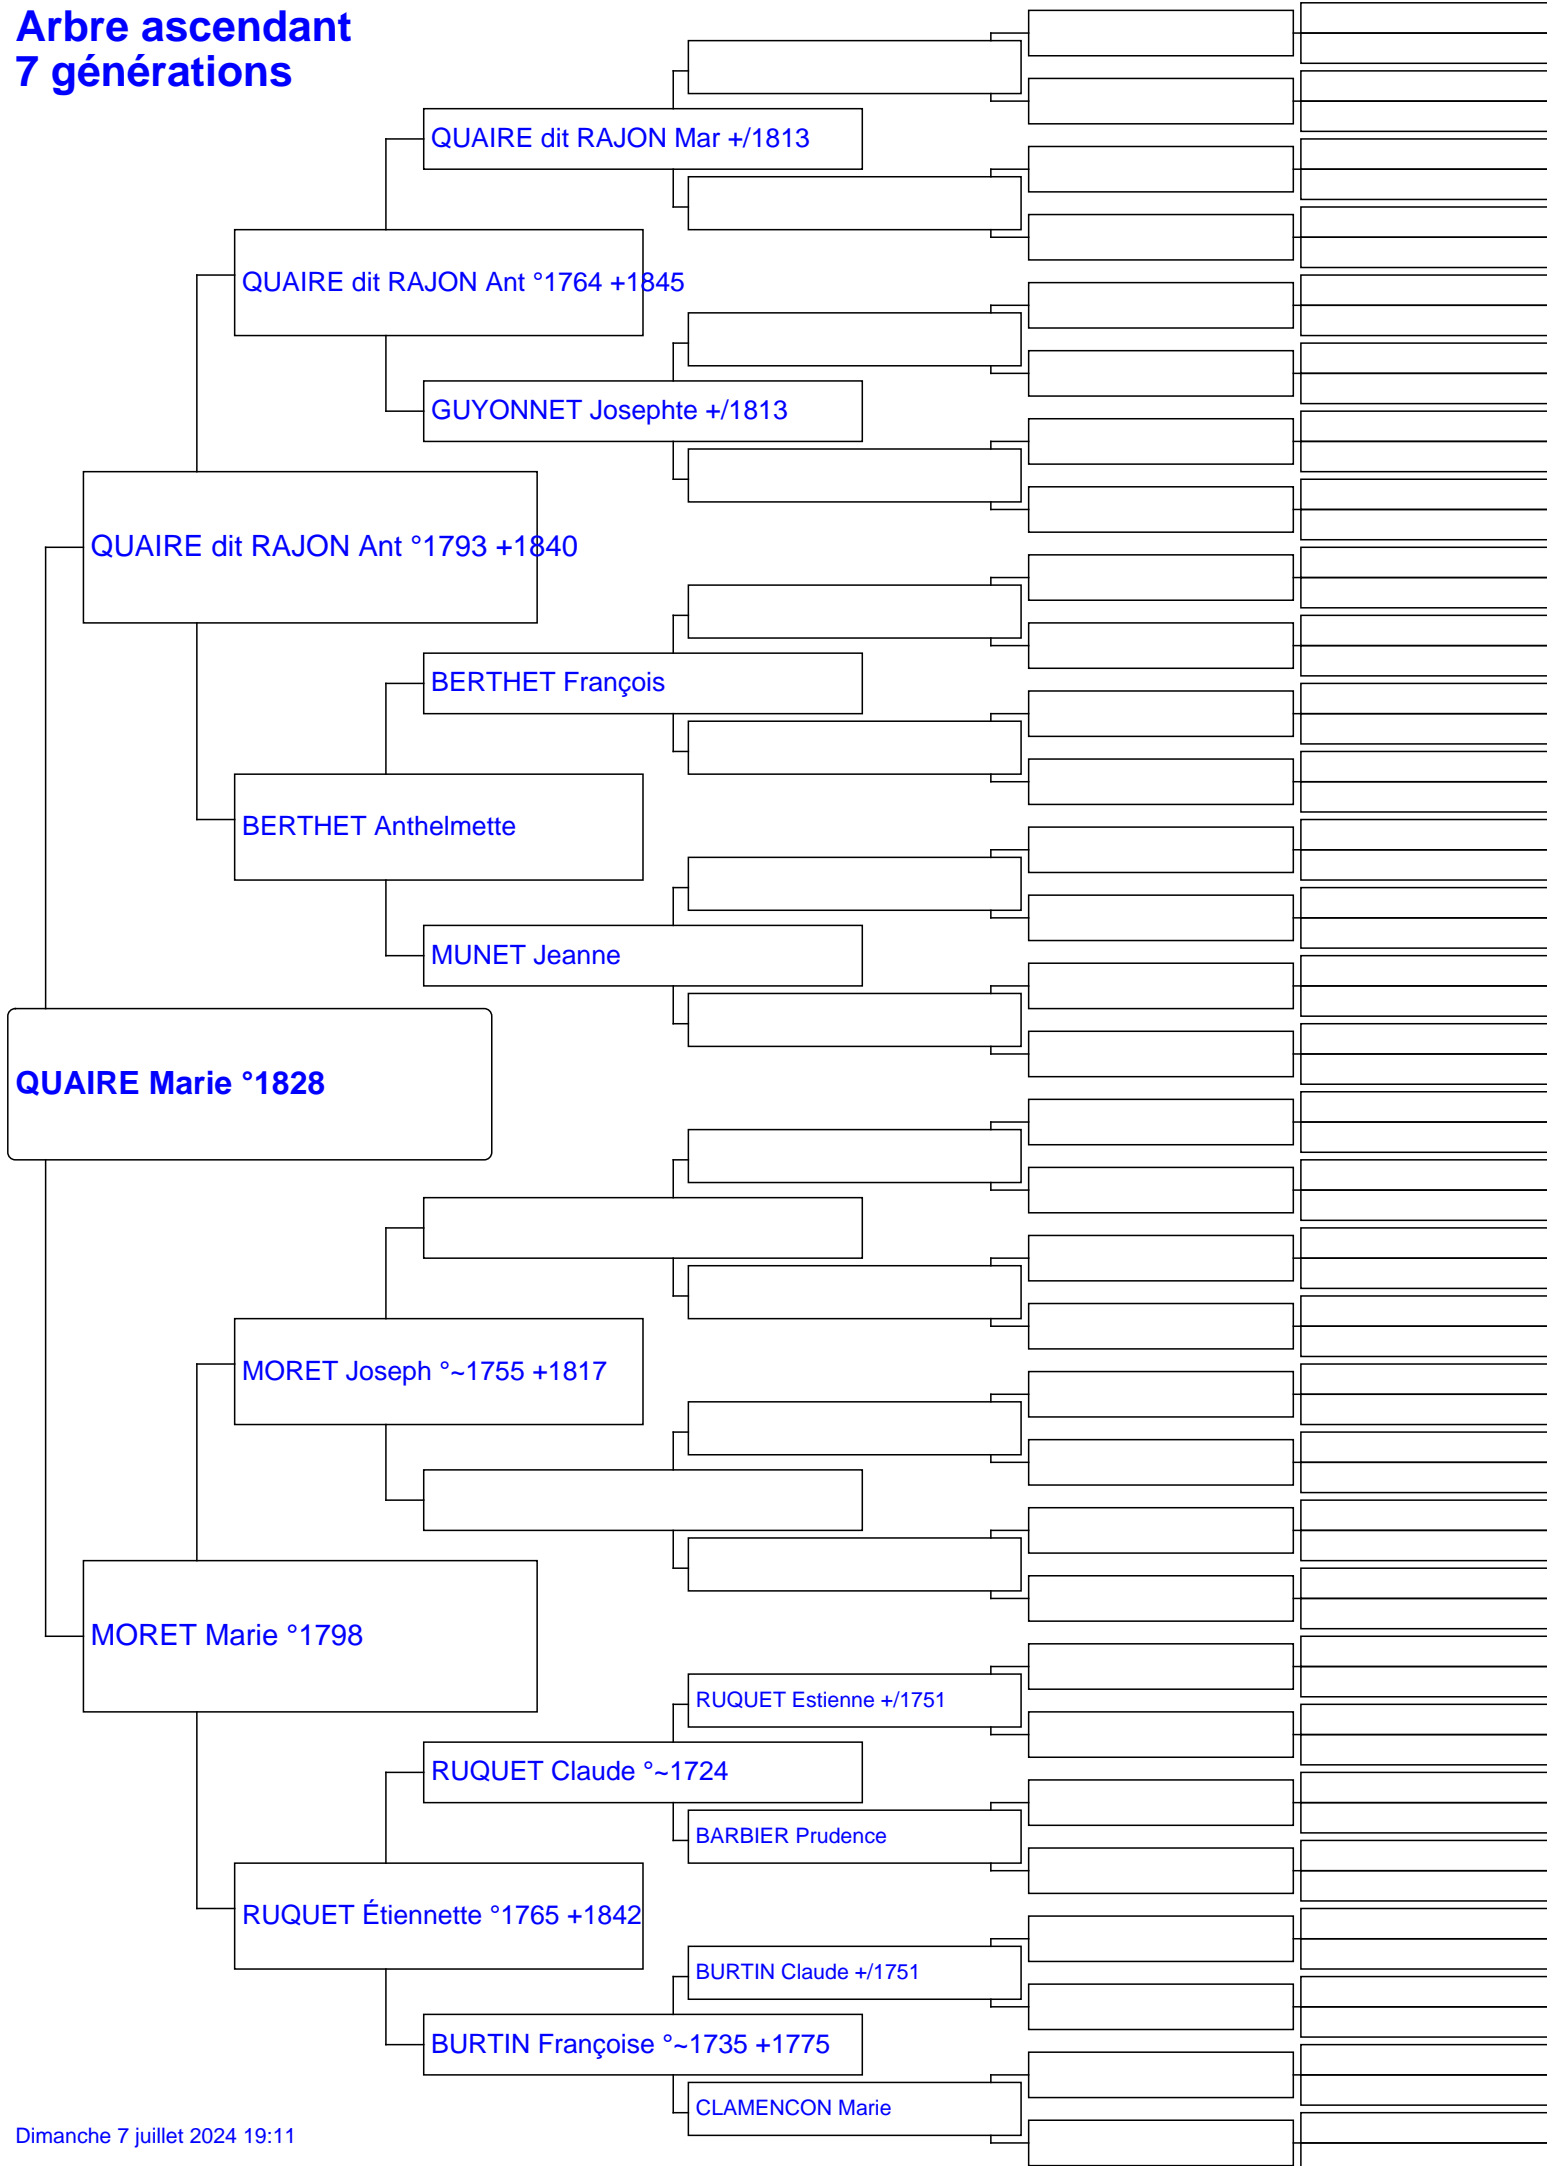 Arbre ascendant
7 générations
QUAIRE dit RAJON Mar +/1813
QUAIRE dit RAJON Ant °1764 +1845
GUYONNET Josephte +/1813
QUAIRE dit RAJON Ant °1793 +1840
BERTHET François
BERTHET Anthelmette
MUNET Jeanne
QUAIRE Marie °1828
MORET Joseph °~1755 +1817
MORET Marie °1798
RUQUET Estienne +/1751
RUQUET Claude °~1724
BARBIER Prudence
RUQUET Étiennette °1765 +1842
BURTIN Claude +/1751
BURTIN Françoise °~1735 +1775
CLAMENCON Marie
Dimanche 7 juillet 2024 19:11